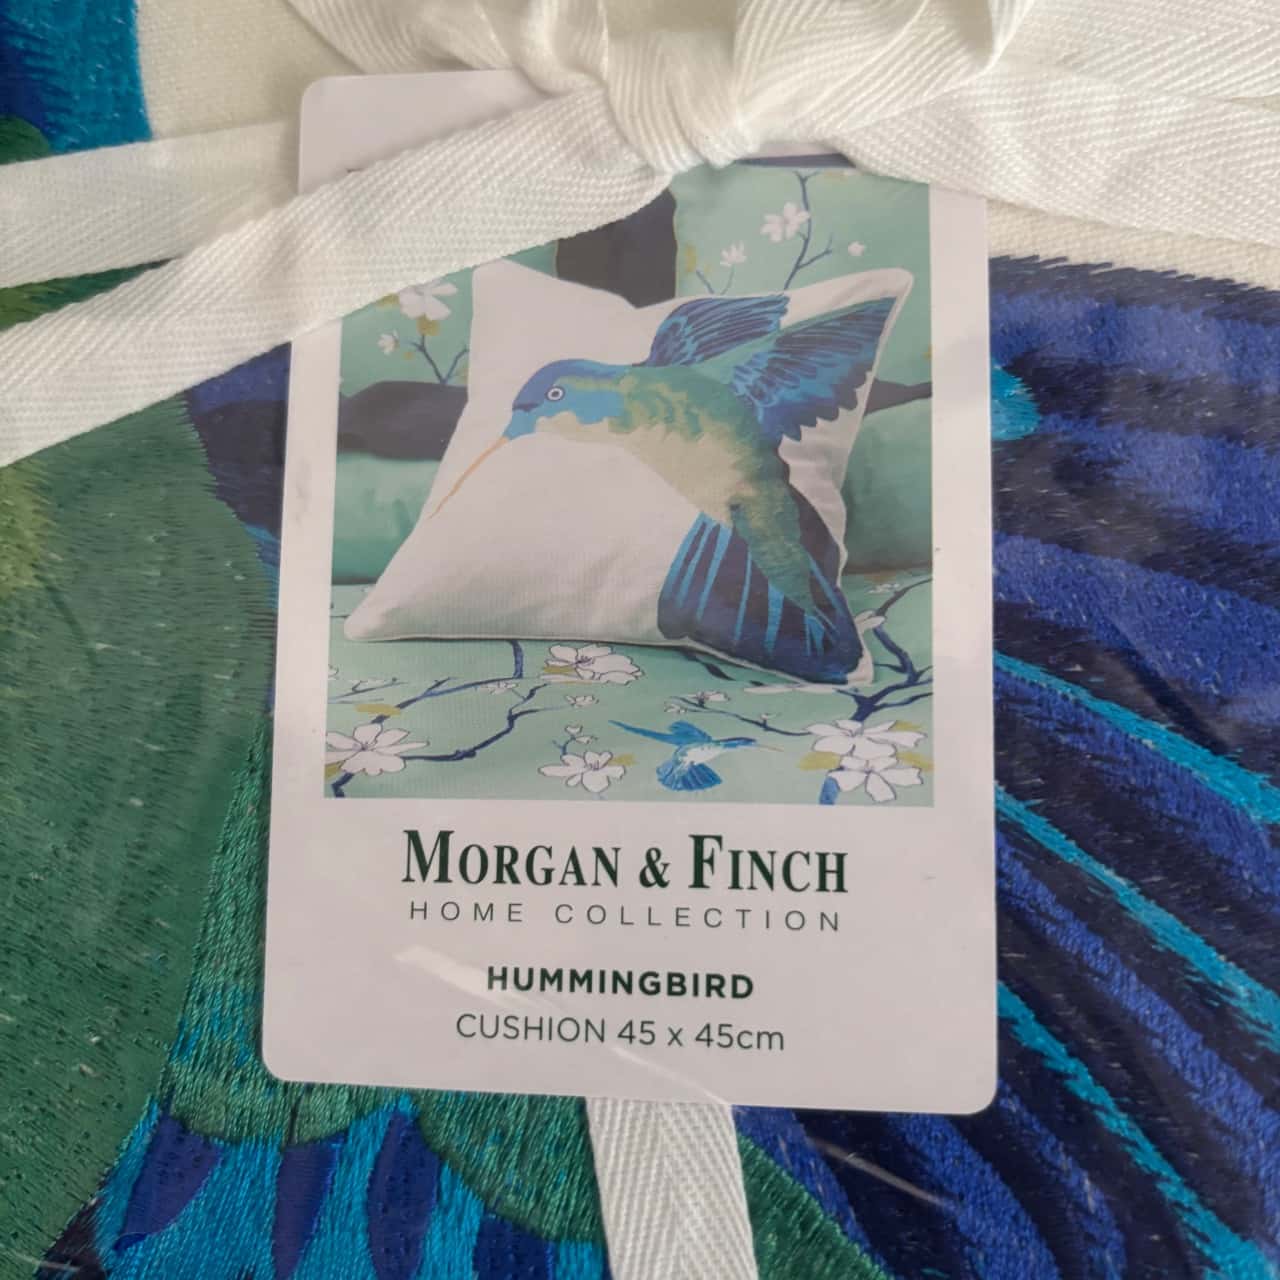 MORGAN & FINCH
HOME COLLECTION
HUMMINGBIRD
CUSHION 45 x 45cm